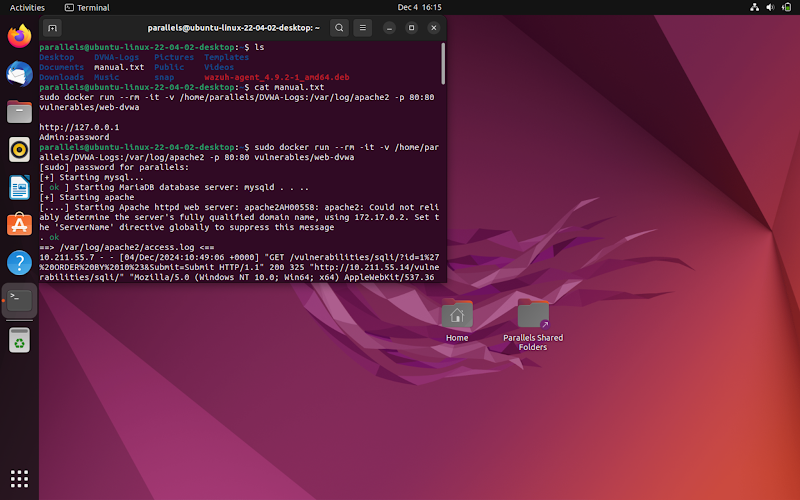 Activities
Terminal
Dec 4 16:15
parallels@ubuntu-linux-22-04-02-desktop: ~
parallels@ubuntu-linux-22-04-02-desktop:~$ ls
Desktop DVWA-Logs Pictures Templates
Documents manual.txt Public Videos
Downloads Music snap wazuh-agent_4.9.2-1_amd64.deb
parallels@ubuntu-linux-22-04-02-desktop:~$ cat manual.txt
sudo docker run --rm -it -v /home/parallels/DVWA-Logs:/var/log/apache2 -p 80:80
vulnerables/web-dvwa
http://127.0.0.1
Admin:password
parallels@ubuntu-linux-22-04-02-desktop:~$ sudo docker run --rm -it -v /home/par
allels/DVWA-Logs:/var/log/apache2 -p 80:80 vulnerables/web-dvwa
[sudo] password for parallels:
[+] Starting mysql...
[ ok ] Starting MariaDB database server: mysqld . . ..
[+] Starting apache
[....] Starting Apache httpd web server: apache2AH00558: apache2: Could not reli
ably determine the server's fully qualified domain name, using 172.17.0.2. Set t
he 'ServerName' directive globally to suppress this message
. ok
==> /var/log/apache2/access.log <==
10.211.55.7 - - [04/Dec/2024:10:49:06 +0000] "GET /vulnerabilities/sqli/?id=1%27
%20ORDER%20BY%2010%23&Submit=Submit HTTP/1.1" 200 325 "http://10.211.55.14/vulne
rabilities/sqli/" "Mozilla/5.0 (Windows NT 10.0; Win64; x64) AppleWebKit/537.36
Home
Parallels Shared
Folders